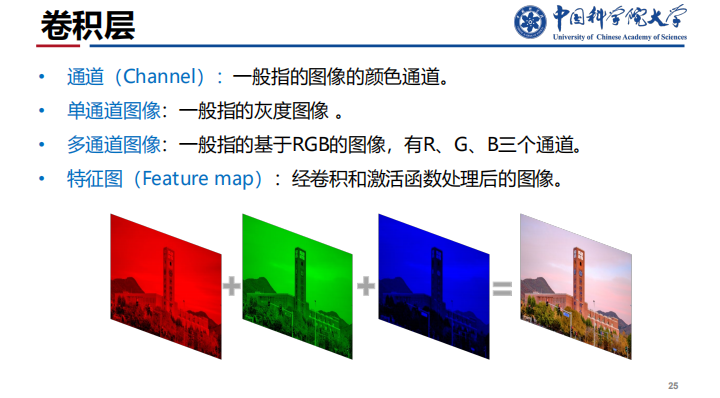 卷积层
中国科学院大学
University of Chinese Academy of Sciences
• 通道（Channel）：一般指的图像的颜色通道。
• 单通道图像：一般指的灰度图像 。
• 多通道图像：一般指的基于RGB的图像，有R、G、B三个通道。
• 特征图（Feature map）：经卷积和激活函数处理后的图像。
+ + =
25